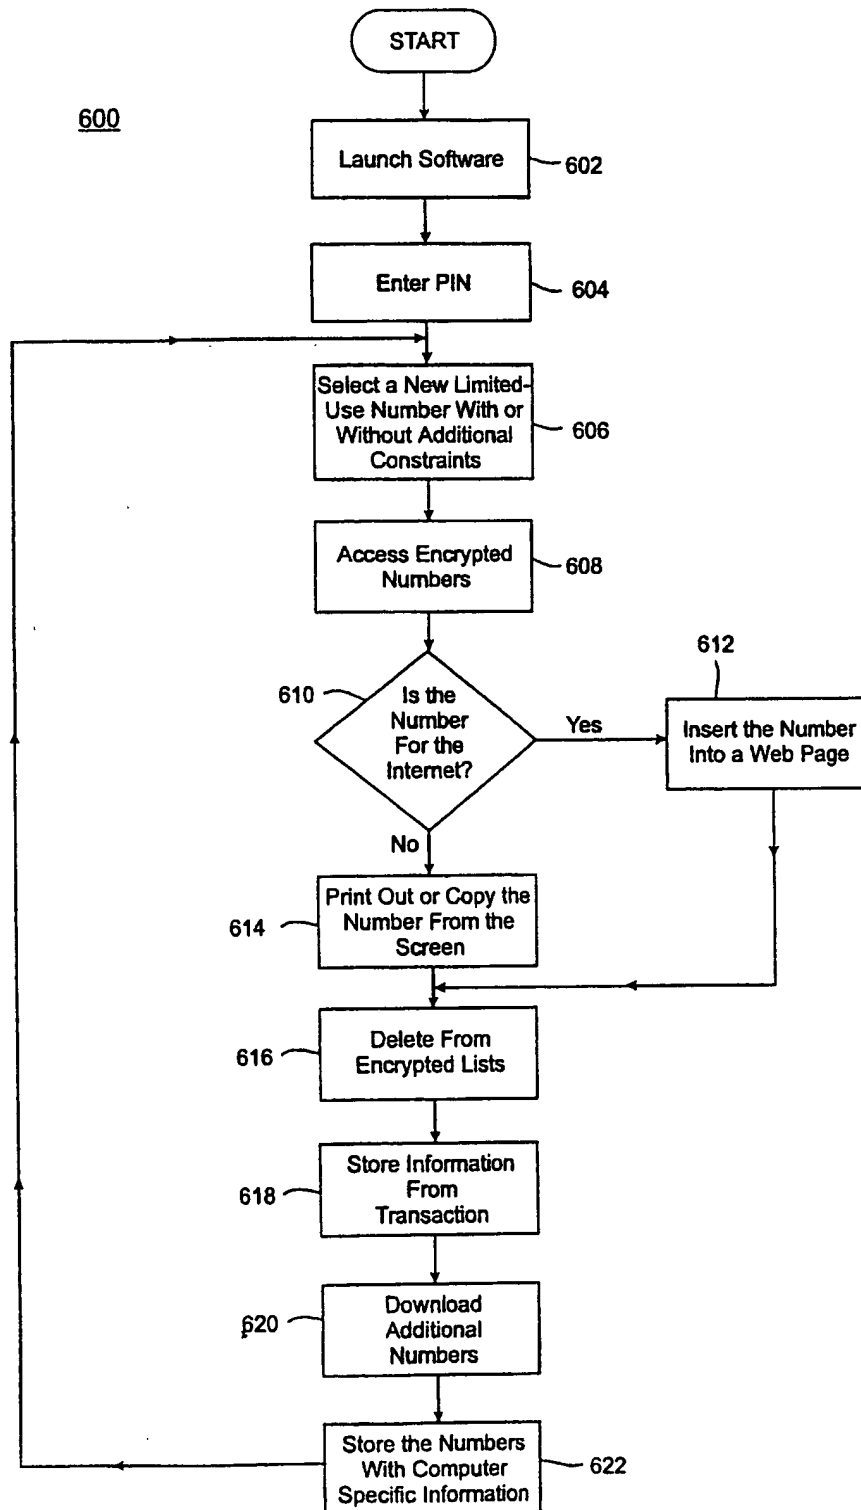 START
600
Launch Software
602
Enter PIN
604
Select a New Limited-
Use Number With or
Without Additional
Constraints
606
Access Encrypted
Numbers
608
610
Is the
Number
For the
Internet?
Yes
612
Insert the Number
Into a Web Page
No
Print Out or Copy the
Number From the
Screen
614
Delete From
Encrypted Lists
616
Store Information
From
Transaction
618
Download
Additional
Numbers
620
Store the Numbers
With Computer
Specific Information
622